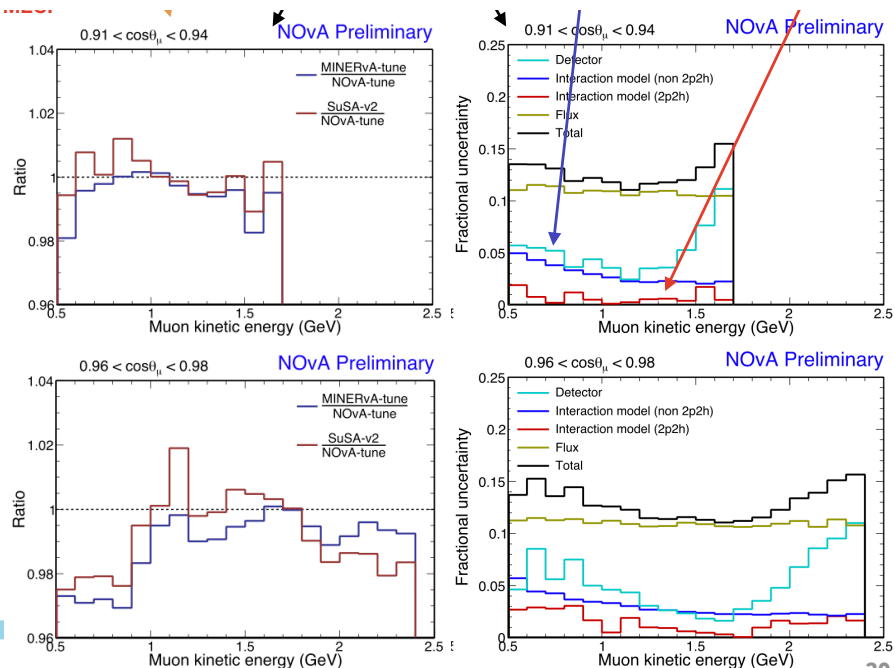 0.91 < cosθμ < 0.94
NOvA Preliminary
MINERvA-tune
NOvA-tune
SuSA-v2
NOvA-tune
Ratio
1.04
1.02
1
0.98
0.96
0.5
1
1.5
2
2.5
Muon kinetic energy (GeV)
0.91 < cosθμ < 0.94
NOvA Preliminary
Detector
Interaction model (non 2p2h)
Interaction model (2p2h)
Flux
Total
Fractional uncertainty
0.25
0.2
0.15
0.1
0.05
0
0.5
1
1.5
2
2.5
Muon kinetic energy (GeV)
0.96 < cosθμ < 0.98
NOvA Preliminary
MINERvA-tune
NOvA-tune
SuSA-v2
NOvA-tune
Ratio
1.04
1.02
1
0.98
0.96
0.5
1
1.5
2
2.5
Muon kinetic energy (GeV)
0.96 < cosθμ < 0.98
NOvA Preliminary
Detector
Interaction model (non 2p2h)
Interaction model (2p2h)
Flux
Total
Fractional uncertainty
0.25
0.2
0.15
0.1
0.05
0
0.5
1
1.5
2
2.5
Muon kinetic energy (GeV)